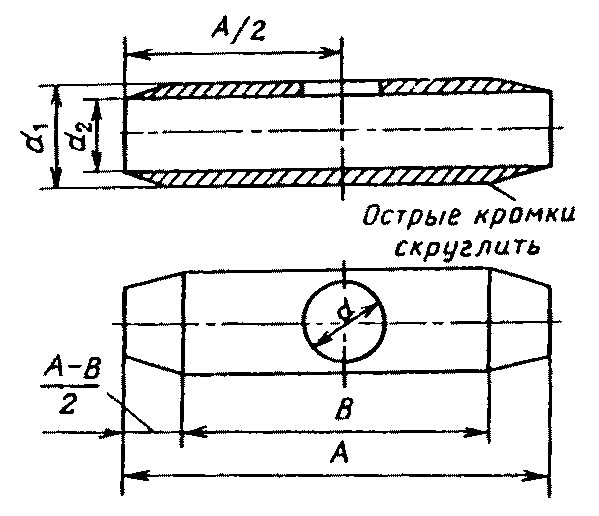 А/2
d₁
d₂
Острые кромки
скруглить
d
А-В
2
В
А